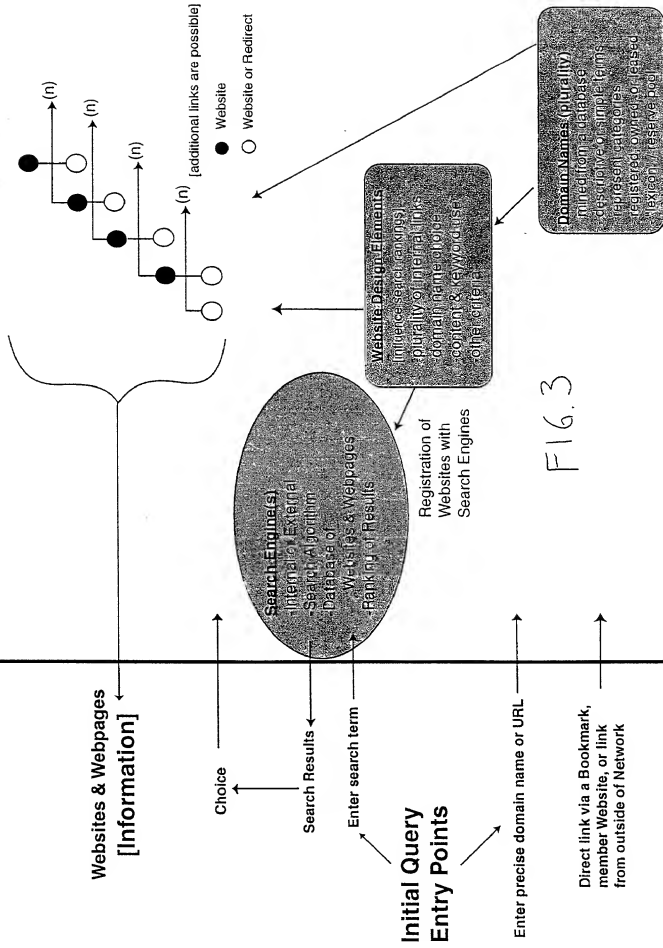 Websites & Webpages
[Information]
Choice
Search Results
Enter search term
Initial Query
Entry Points
Enter precise domain name or URL
Direct link via a Bookmark,
member Website, or link
from outside of Network
Search Engine(s)
-Internal or External
-Search Algorithm
-Database of
Websites & Webpages
-Ranking of Results
Registration of
Websites with
Search Engines
FIG. 3
Website Design Elements
[influence search rankings]
-plurality of internal links
-domain name choice
-content & keyword use
-other criteria
(n)
(n)
(n)
(n)
[additional links are possible]
Website
Website or Redirect
Domain Names (plurality)
-mined from a database
-descriptive or simple terms
-represent categories
-registered, owned, or leased
-lexicon / reserve pool